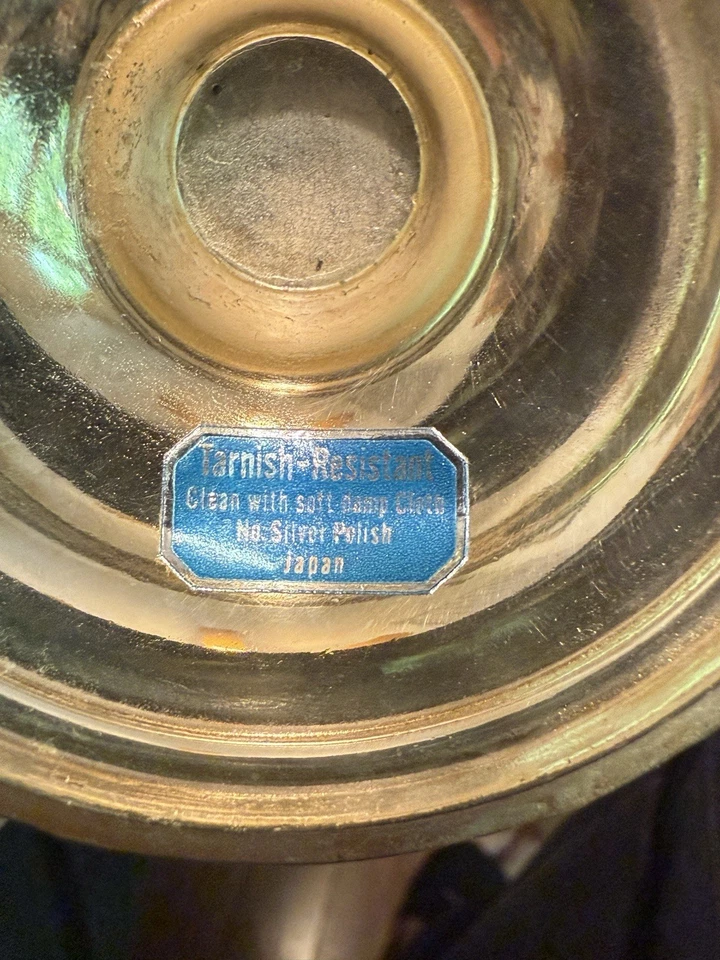 Tarnish-Resistant
Clean with soft damp Cloth
No Silver Polish
Japan